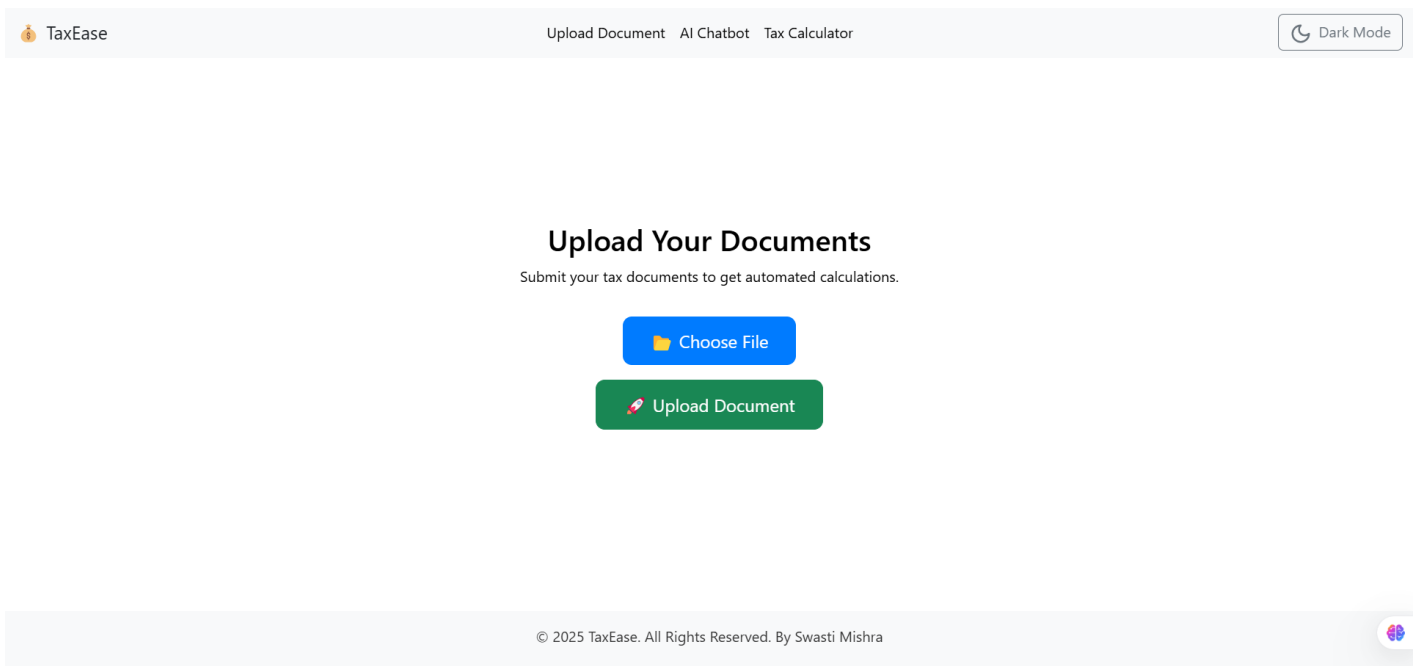 TaxEase
Upload Document AI Chatbot Tax Calculator
Dark Mode
Upload Your Documents
Submit your tax documents to get automated calculations.
Choose File
Upload Document
© 2025 TaxEase. All Rights Reserved. By Swasti Mishra